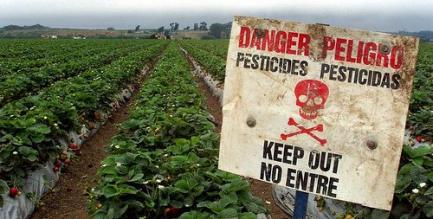 DANGER PELIGRO
PESTICIDES PESTICIDAS
KEEP OUT
NO ENTRE